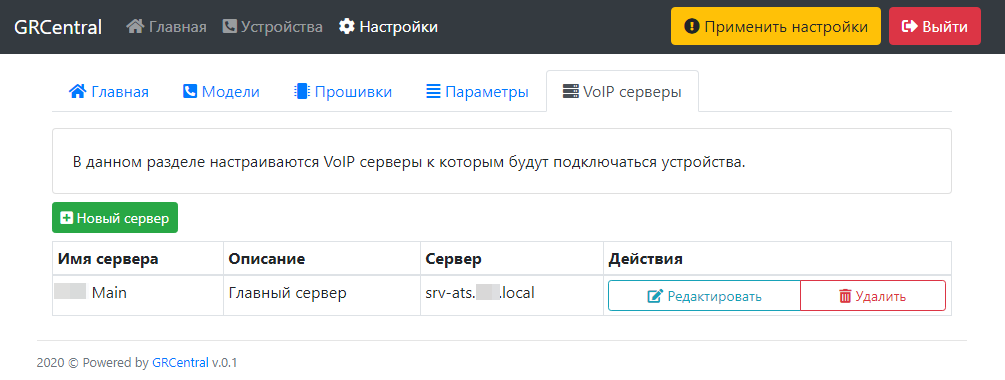 GRCentral Главная Устройства Настройки Применить настройки Выйти
Главная Модели Прошивки Параметры VoIP серверы
В данном разделе настраиваются VoIP серверы к которым будут подключаться устройства.
Новый сервер
Имя сервера Описание Сервер Действия
Main Главный сервер srv-ats. .local Редактировать Удалить
2020 © Powered by GRCentral v.0.1